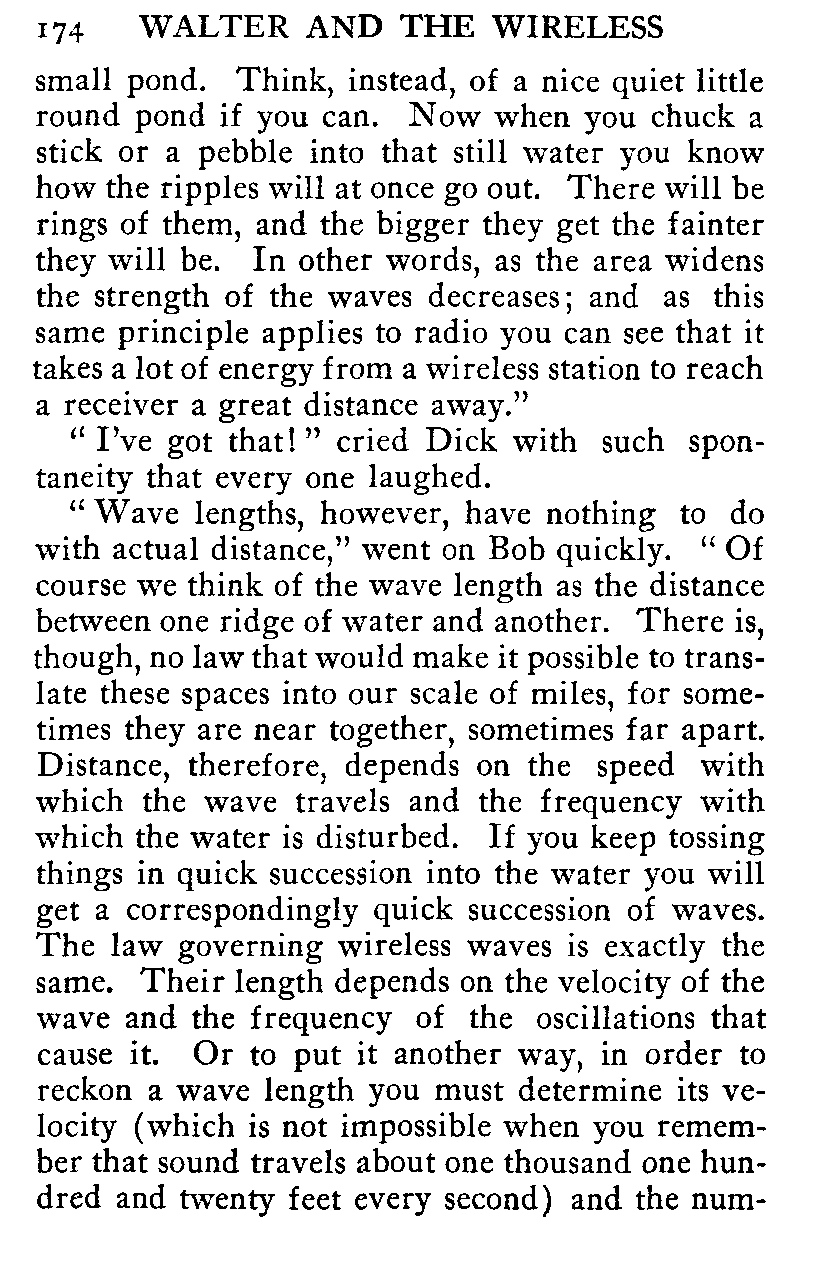 174 WALTER AND THE WIRELESS
small pond. Think, instead, of a nice quiet little
round pond if you can. Now when you chuck a
stick or a pebble into that still water you know
how the ripples will at once go out. There will be
rings of them, and the bigger they get the fainter
they will be. In other words, as the area widens
the strength of the waves decreases; and as this
same principle applies to radio you can see that it
takes a lot of energy from a wireless station to reach
a receiver a great distance away.”
“ I’ve got that! ” cried Dick with such spon-
taneity that every one laughed.
“ Wave lengths, however, have nothing to do
with actual distance,” went on Bob quickly. “ Of
course we think of the wave length as the distance
between one ridge of water and another. There is,
though, no law that would make it possible to trans-
late these spaces into our scale of miles, for some-
times they are near together, sometimes far apart.
Distance, therefore, depends on the speed with
which the wave travels and the frequency with
which the water is disturbed. If you keep tossing
things in quick succession into the water you will
get a correspondingly quick succession of waves.
The law governing wireless waves is exactly the
same. Their length depends on the velocity of the
wave and the frequency of the oscillations that
cause it. Or to put it another way, in order to
reckon a wave length you must determine its ve-
locity (which is not impossible when you remem-
ber that sound travels about one thousand one hun-
dred and twenty feet every second) and the num-